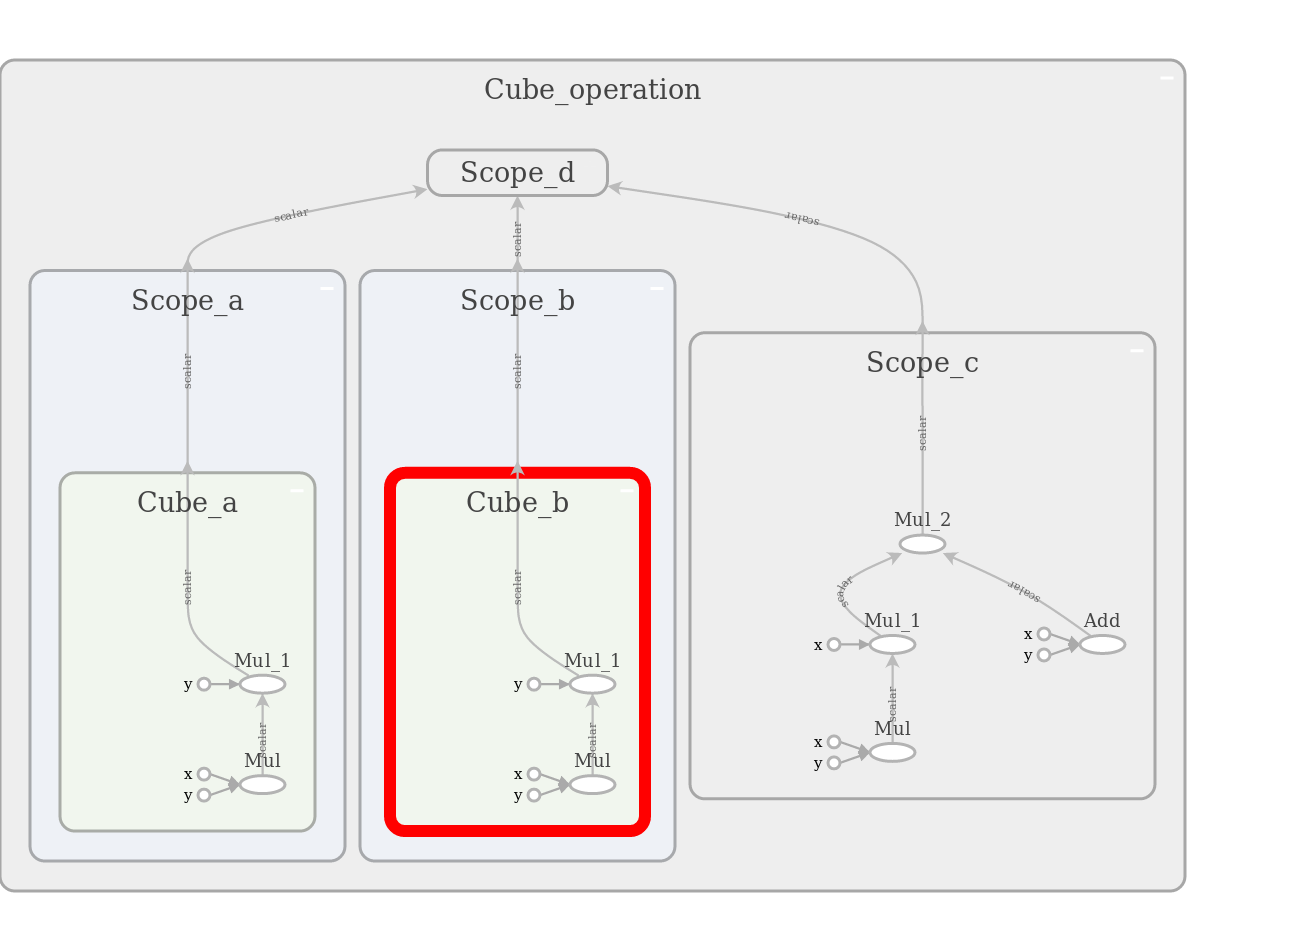 Cube_operation
Scope_d
scalar
scalar
scalar
Scope_a
scalar
Cube_a
scalar
Mul_1
y
scalar
Mul
x
y
Scope_b
scalar
Cube_b
scalar
Mul_1
y
scalar
Mul
x
y
Scope_c
scalar
Mul_2
scalar
scalar
Mul_1
x
Add
x
y
scalar
Mul
x
y